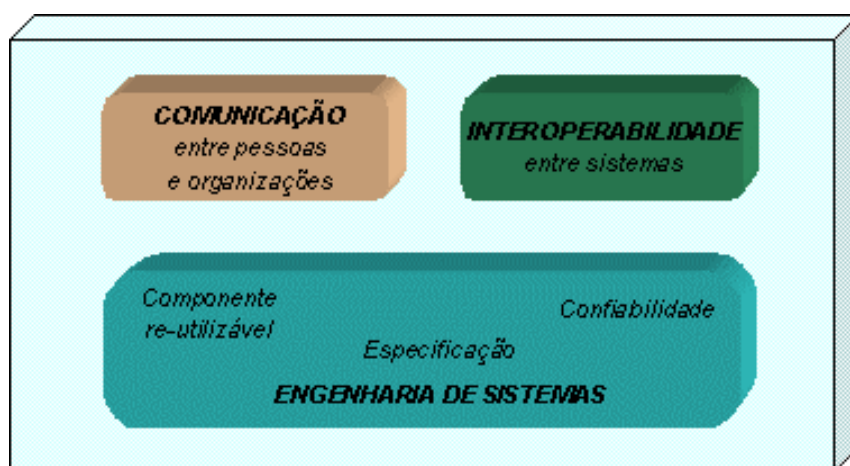 COMUNICAÇÃO
entre pessoas
e organizações
INTEROPERABILIDADE
entre sistemas
Componente
re-utilizável
Confiabilidade
Especificação
ENGENHARIA DE SISTEMAS